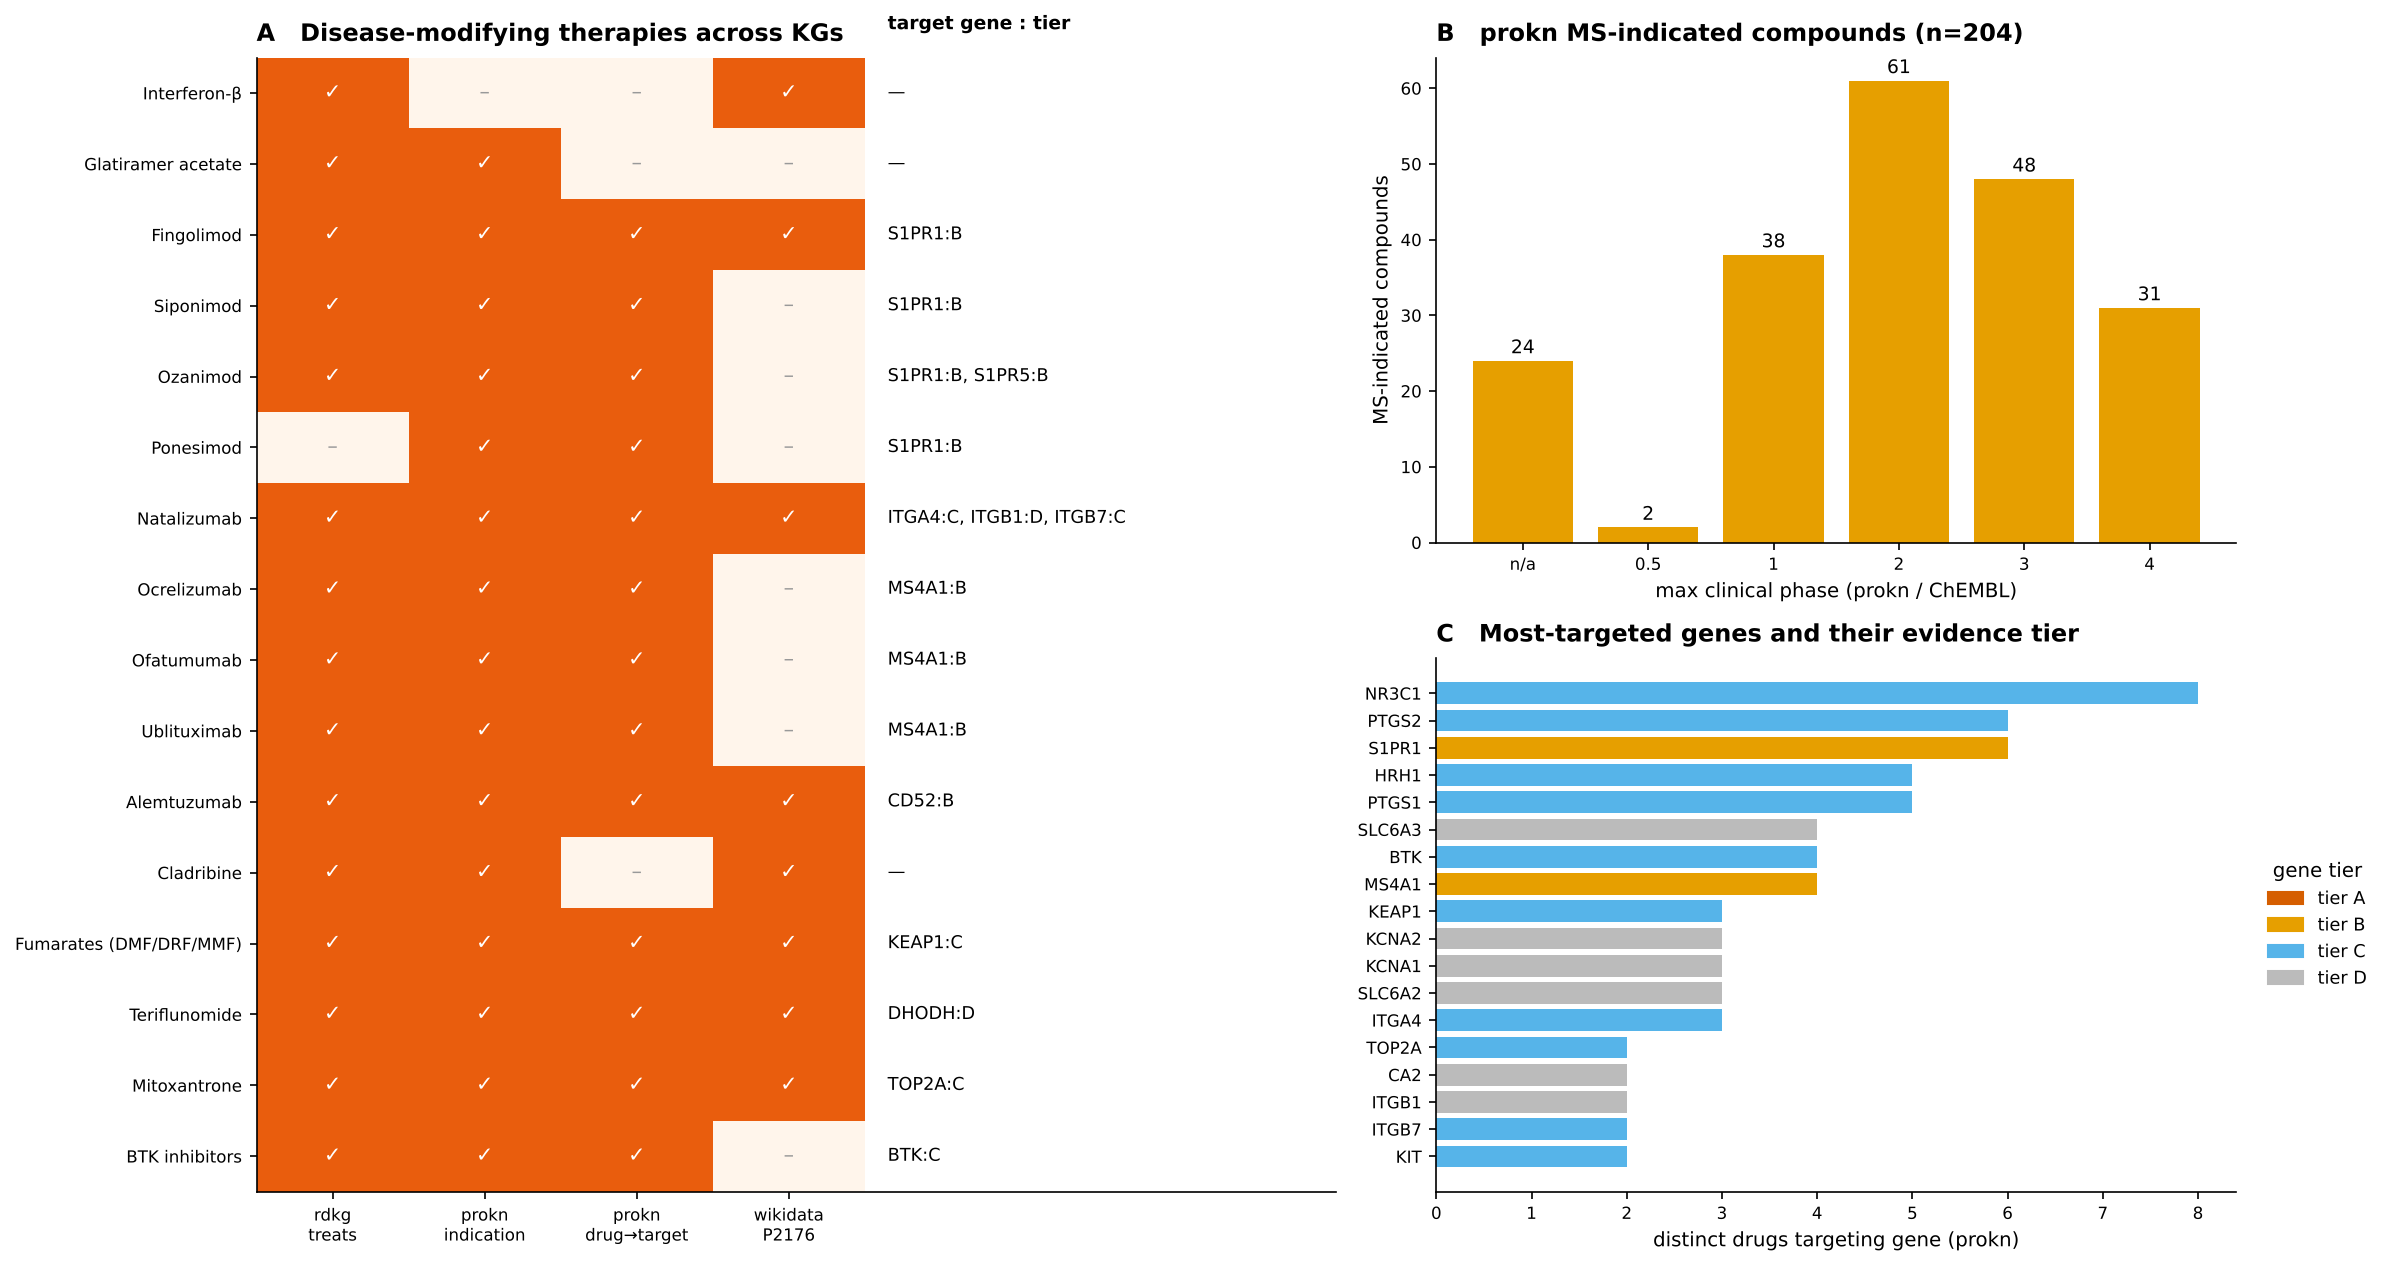 A Disease-modifying therapies across KGs
target gene : tier
Interferon-β ✓ – – ✓ —
Glatiramer acetate ✓ ✓ – – —
Fingolimod ✓ ✓ ✓ ✓ S1PR1:B
Siponimod ✓ ✓ ✓ – S1PR1:B
Ozanimod ✓ ✓ ✓ – S1PR1:B, S1PR5:B
Ponesimod – ✓ ✓ – S1PR1:B
Natalizumab ✓ ✓ ✓ ✓ ITGA4:C, ITGB1:D, ITGB7:C
Ocrelizumab ✓ ✓ ✓ – MS4A1:B
Ofatumumab ✓ ✓ ✓ – MS4A1:B
Ublituximab ✓ ✓ ✓ – MS4A1:B
Alemtuzumab ✓ ✓ ✓ ✓ CD52:B
Cladribine ✓ ✓ – ✓ —
Fumarates (DMF/DRF/MMF) ✓ ✓ ✓ ✓ KEAP1:C
Teriflunomide ✓ ✓ ✓ ✓ DHODH:D
Mitoxantrone ✓ ✓ ✓ ✓ TOP2A:C
BTK inhibitors ✓ ✓ ✓ – BTK:C
rdkg
treats
prokn
indication
prokn
drug→target
wikidata
P2176
B prokn MS-indicated compounds (n=204)
MS-indicated compounds
60
50
40
30
20
10
0
24
2
38
61
48
31
n/a 0.5 1 2 3 4
max clinical phase (prokn / ChEMBL)
C Most-targeted genes and their evidence tier
NR3C1
PTGS2
S1PR1
HRH1
PTGS1
SLC6A3
BTK
MS4A1
KEAP1
KCNA2
KCNA1
SLC6A2
ITGA4
TOP2A
CA2
ITGB1
ITGB7
KIT
0 1 2 3 4 5 6 7 8
distinct drugs targeting gene (prokn)
gene tier
tier A
tier B
tier C
tier D